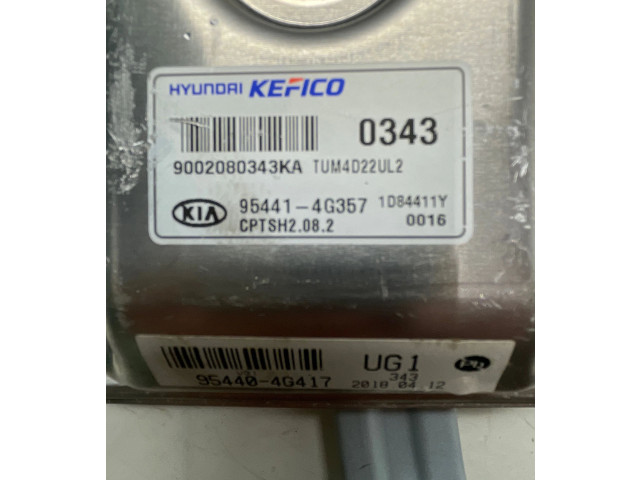 HYUNDAI KEFICO
0343
9002080343KA TUM4D22UL2
KIA 95441-4G357 1D84411Y
CPTSH2.08.2 0016
UG1
95440-4G417 343
2018 04 12